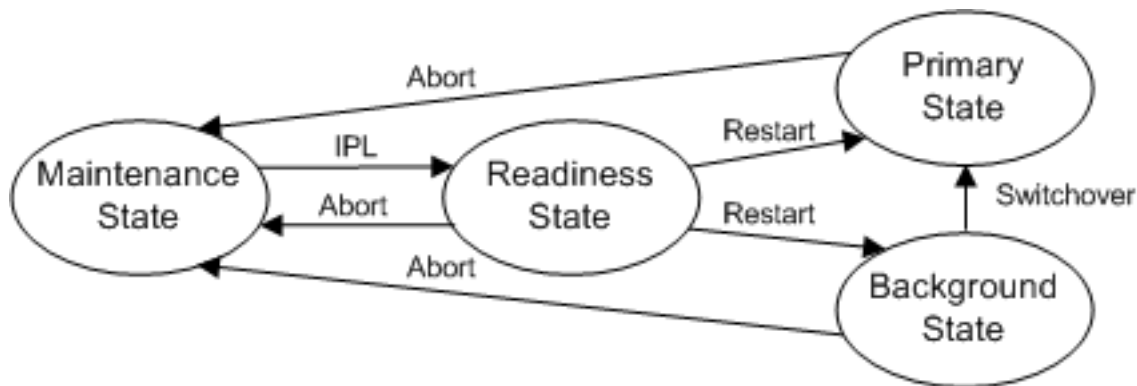 Primary
State
Abort
Maintenance
State
IPL
Abort
Readiness
State
Restart
Restart
Switchover
Abort
Background
State